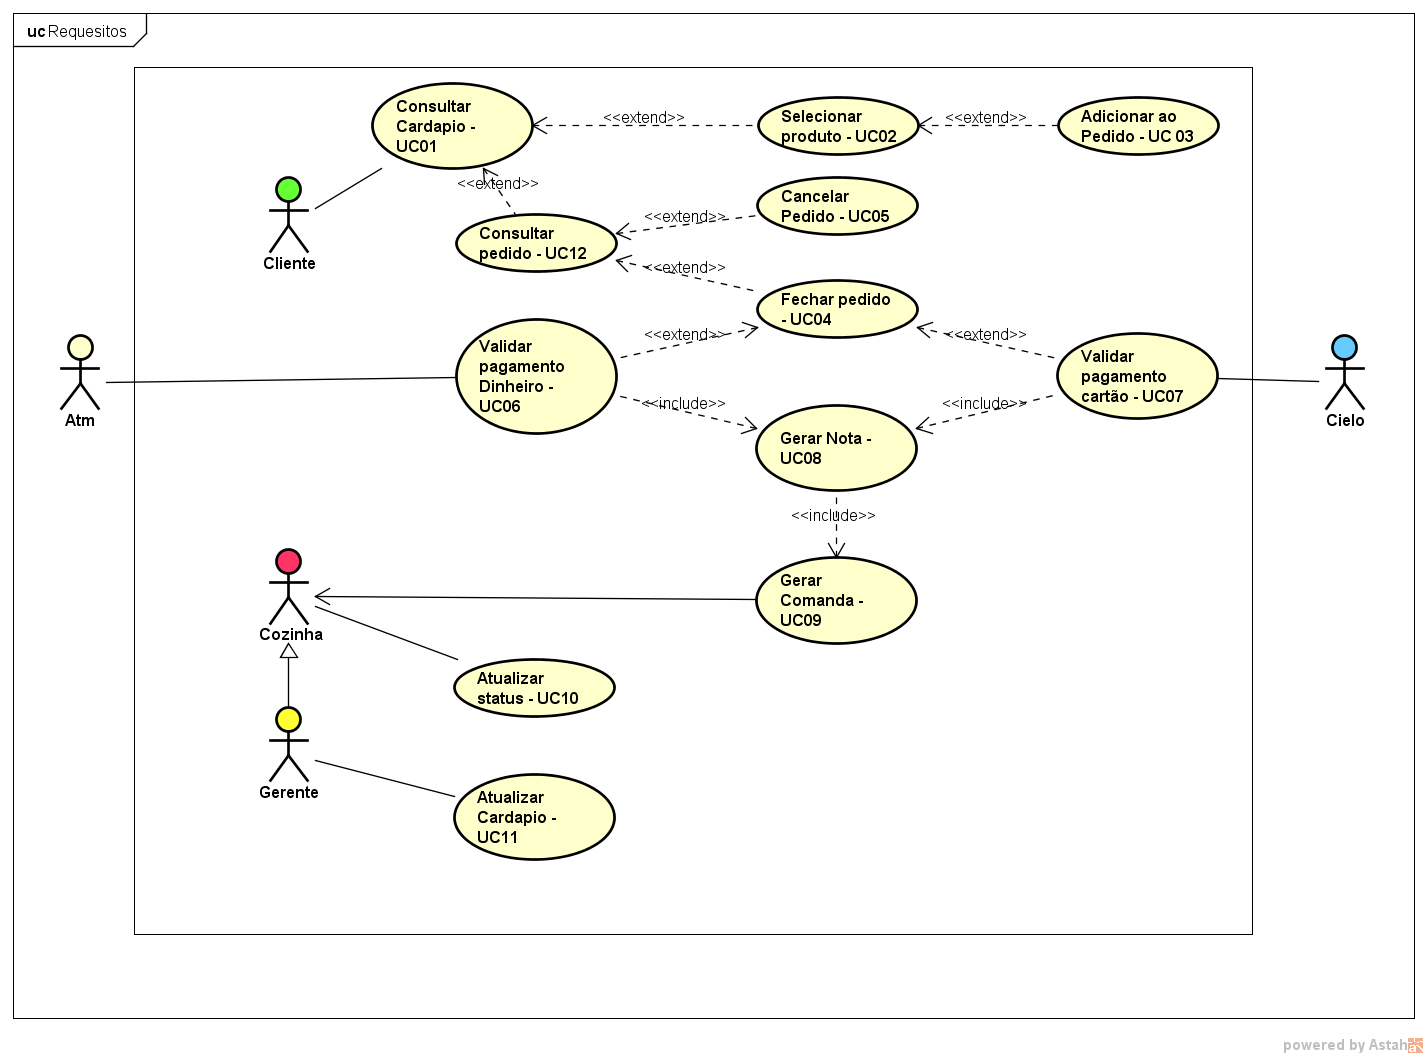 uc Requesitos
Consultar
Cardapio -
UC01
<<extend>>
Selecionar
produto - UC02
<<extend>>
Adicionar ao
Pedido - UC 03
<<extend>>
Cliente
Consultar
pedido - UC12
<<extend>>
Cancelar
Pedido - UC05
<<extend>>
Fechar pedido
- UC04
Atm
Validar
pagamento
Dinheiro -
UC06
<<extend>>
<<extend>>
Validar
pagamento
cartão - UC07
Cielo
<<include>>
<<include>>
Gerar Nota -
UC08
<<include>>
Cozinha
Gerar
Comanda -
UC09
Atualizar
status - UC10
Gerente
Atualizar
Cardapio -
UC11
powered by Astah